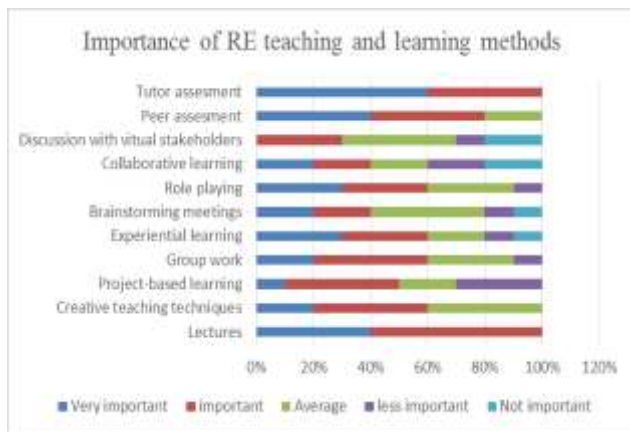 Importance of RE teaching and learning methods
Tutor assesment
Peer assesment
Discussion with vitual stakeholders
Collaborative learning
Role playing
Brainstorming meetings
Experiential learning
Group work
Project-based learning
Creative teaching techniques
Lectures
0% 20% 40% 60% 80% 100% 120%
Very important important Average less important Not important